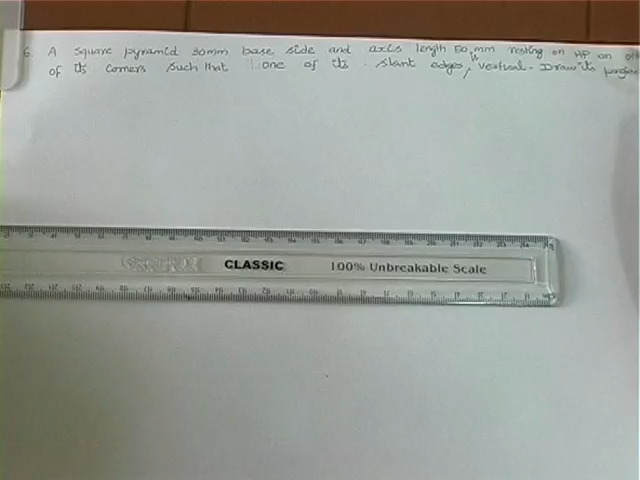 6. A square pyramid 30mm base side and axis length 50 mm resting on HP on
of its corners such that one of its slant edges is vertical. Draw its
CLASSIC 100% Unbreakable Scale